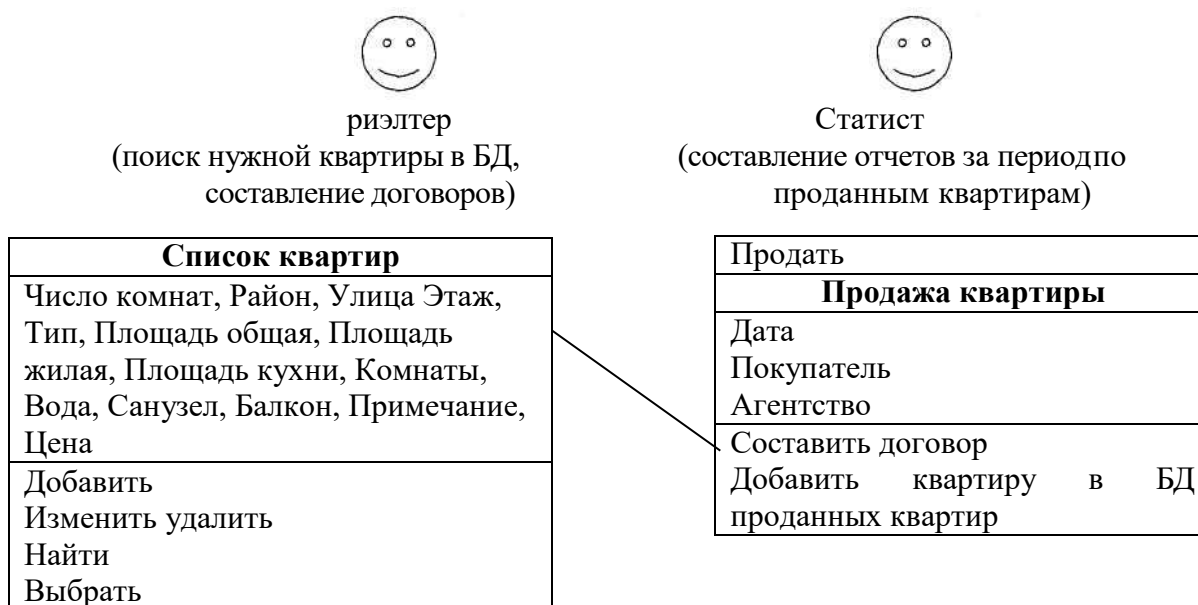 риэлтер
(поиск нужной квартиры в БД,
составление договоров)
Статист
(составление отчетов за периодпо
проданным квартирам)
Список квартир
Число комнат, Район, Улица Этаж,
Тип, Площадь общая, Площадь
жилая, Площадь кухни, Комнаты,
Вода, Санузел, Балкон, Примечание,
Цена
Добавить
Изменить удалить
Найти
Выбрать
Продать
Продажа квартиры
Дата
Покупатель
Агентство
Составить договор
Добавить квартиру в БД
проданных квартир